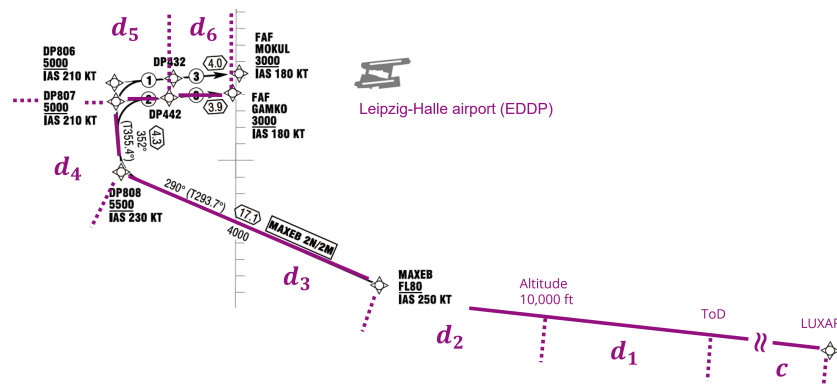 d5
d6
DP806
5000
IAS 210 KT
DP432
1
3
4.0
FAF
MOKUL
3000
IAS 180 KT
DP807
5000
IAS 210 KT
2
DP442
3.9
FAF
GAMKO
3000
IAS 180 KT
Leipzig-Halle airport (EDDP)
352°
(T355.4°)
4.3
d4
DP808
5500
IAS 230 KT
290° (T293.7°)
17.1
4000
MAXEB 2N/2M
d3
MAXEB
FL80
IAS 250 KT
Altitude
10,000 ft
ToD
LUXAR
d2
d1
c